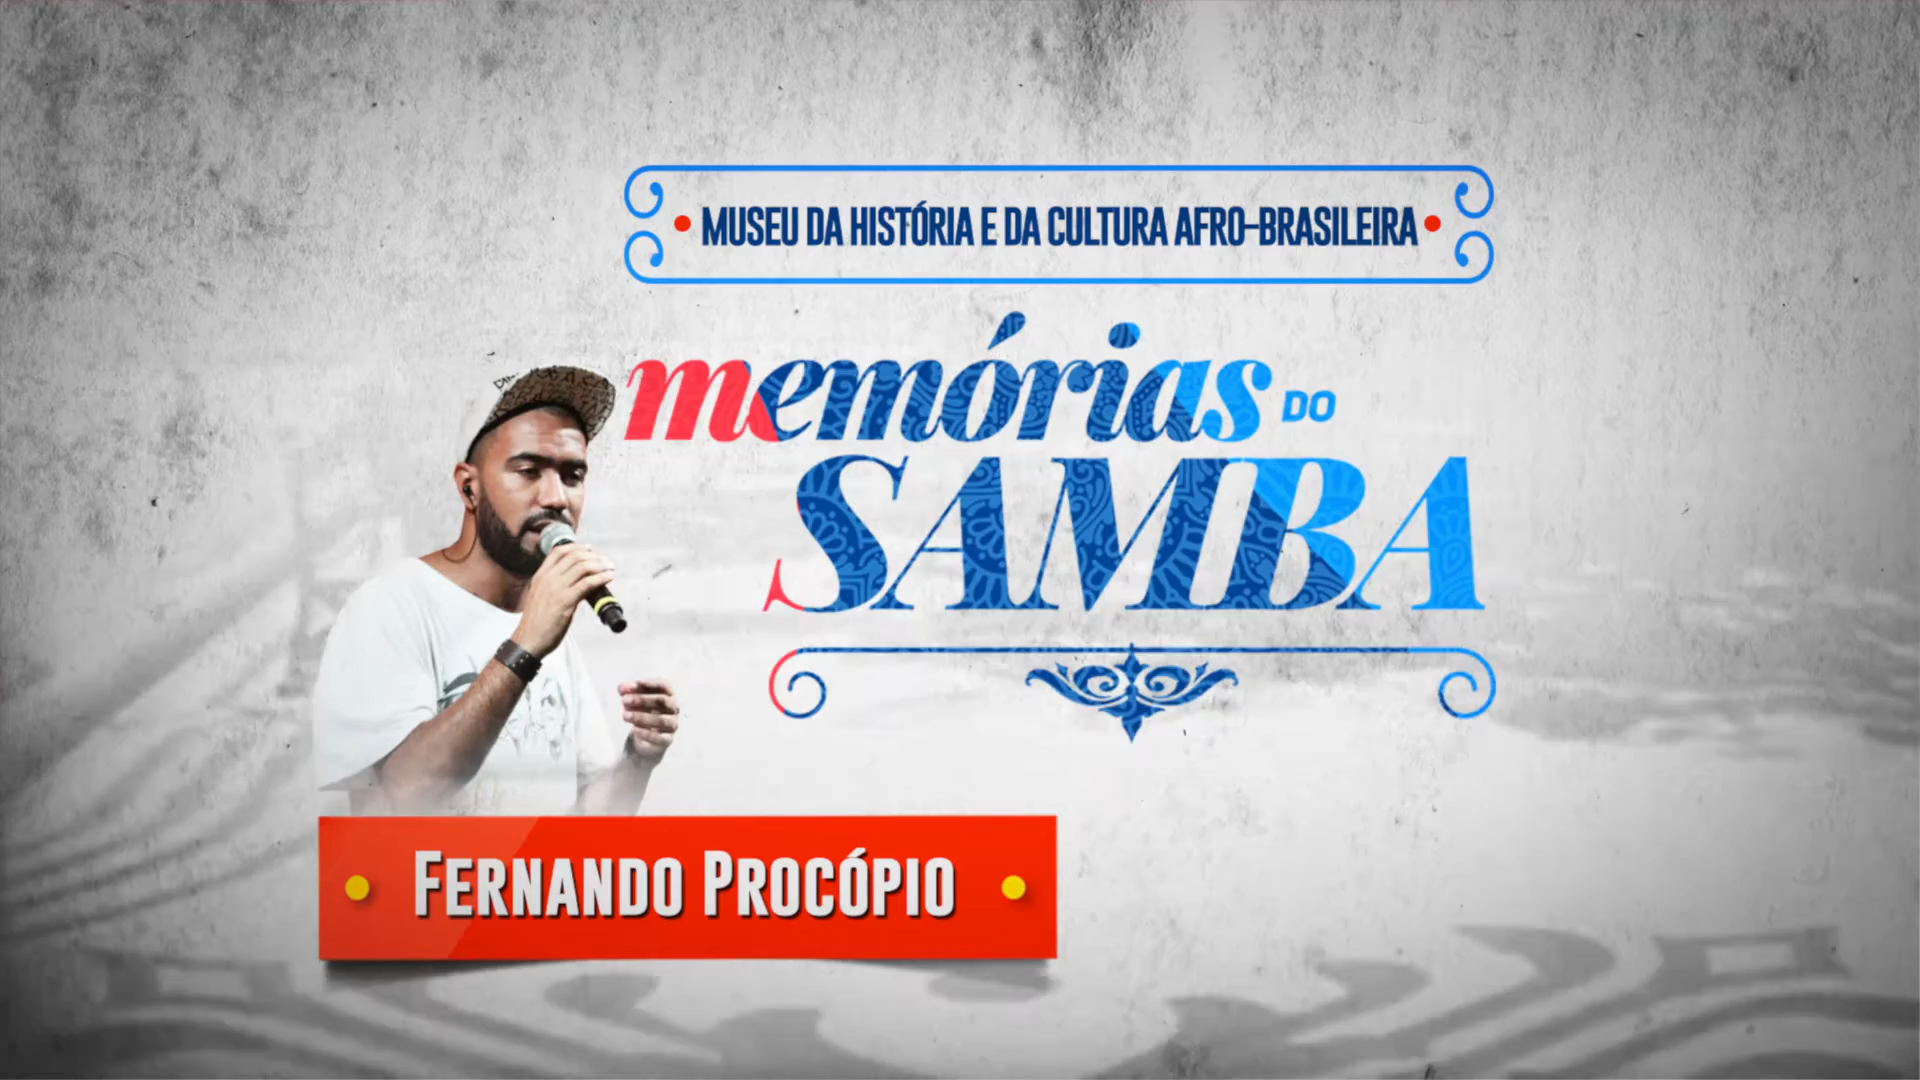 MUSEU DA HISTÓRIA E DA CULTURA AFRO-BRASILEIRA
memórias DO
SAMBA
FERNANDO PROCÓPIO